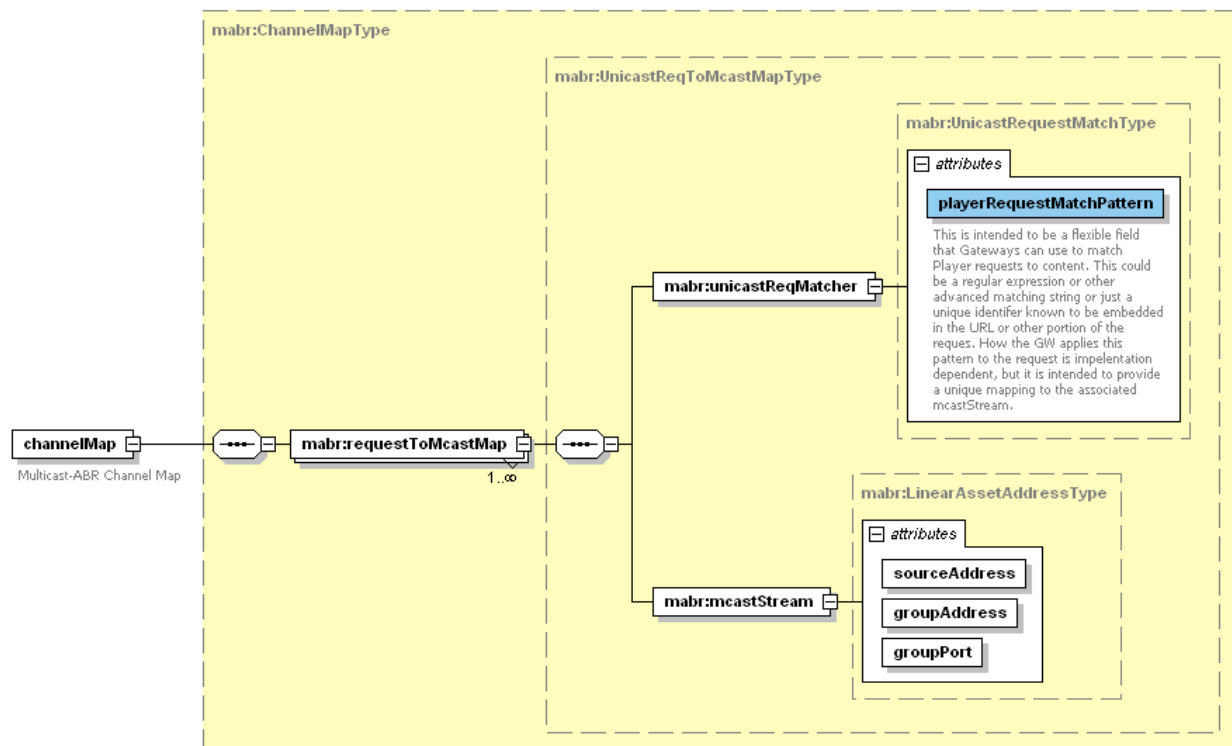 mabr:ChannelMapType
mabr:UnicastReqToMcastMapType
mabr:UnicastRequestMatchType
attributes
playerRequestMatchPattern
This is intended to be a flexible field
that Gateways can use to match
Player requests to content. This could
be a regular expression or other
advanced matching string or just a
unique identifer known to be embedded
in the URL or other portion of the
reques. How the GW applies this
pattern to the request is impelentation
dependent, but it is intended to provide
a unique mapping to the associated
mcastStream.
mabr:unicastReqMatcher
channelMap
Multicast-ABR Channel Map
mabr:requestToMcastMap
1..∞
mabr:LinearAssetAddressType
attributes
sourceAddress
groupAddress
groupPort
mabr:mcastStream